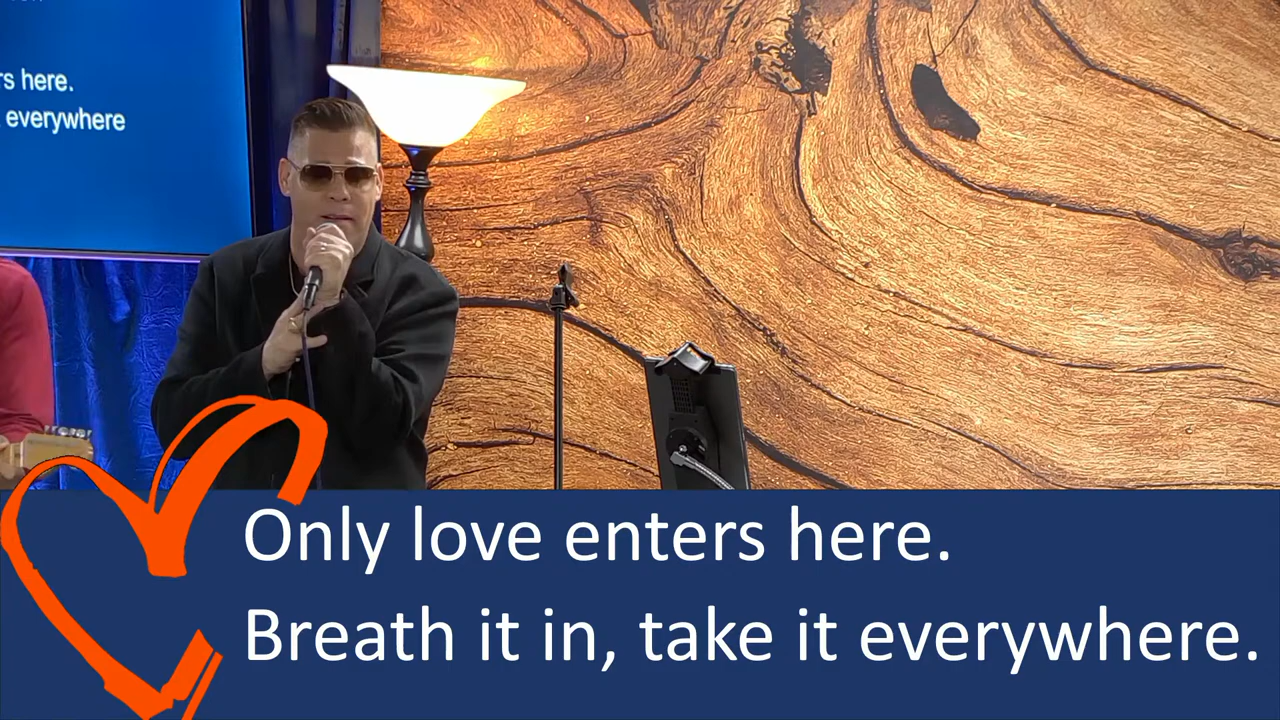 rs here.
everywhere
Only love enters here.
Breath it in, take it everywhere.